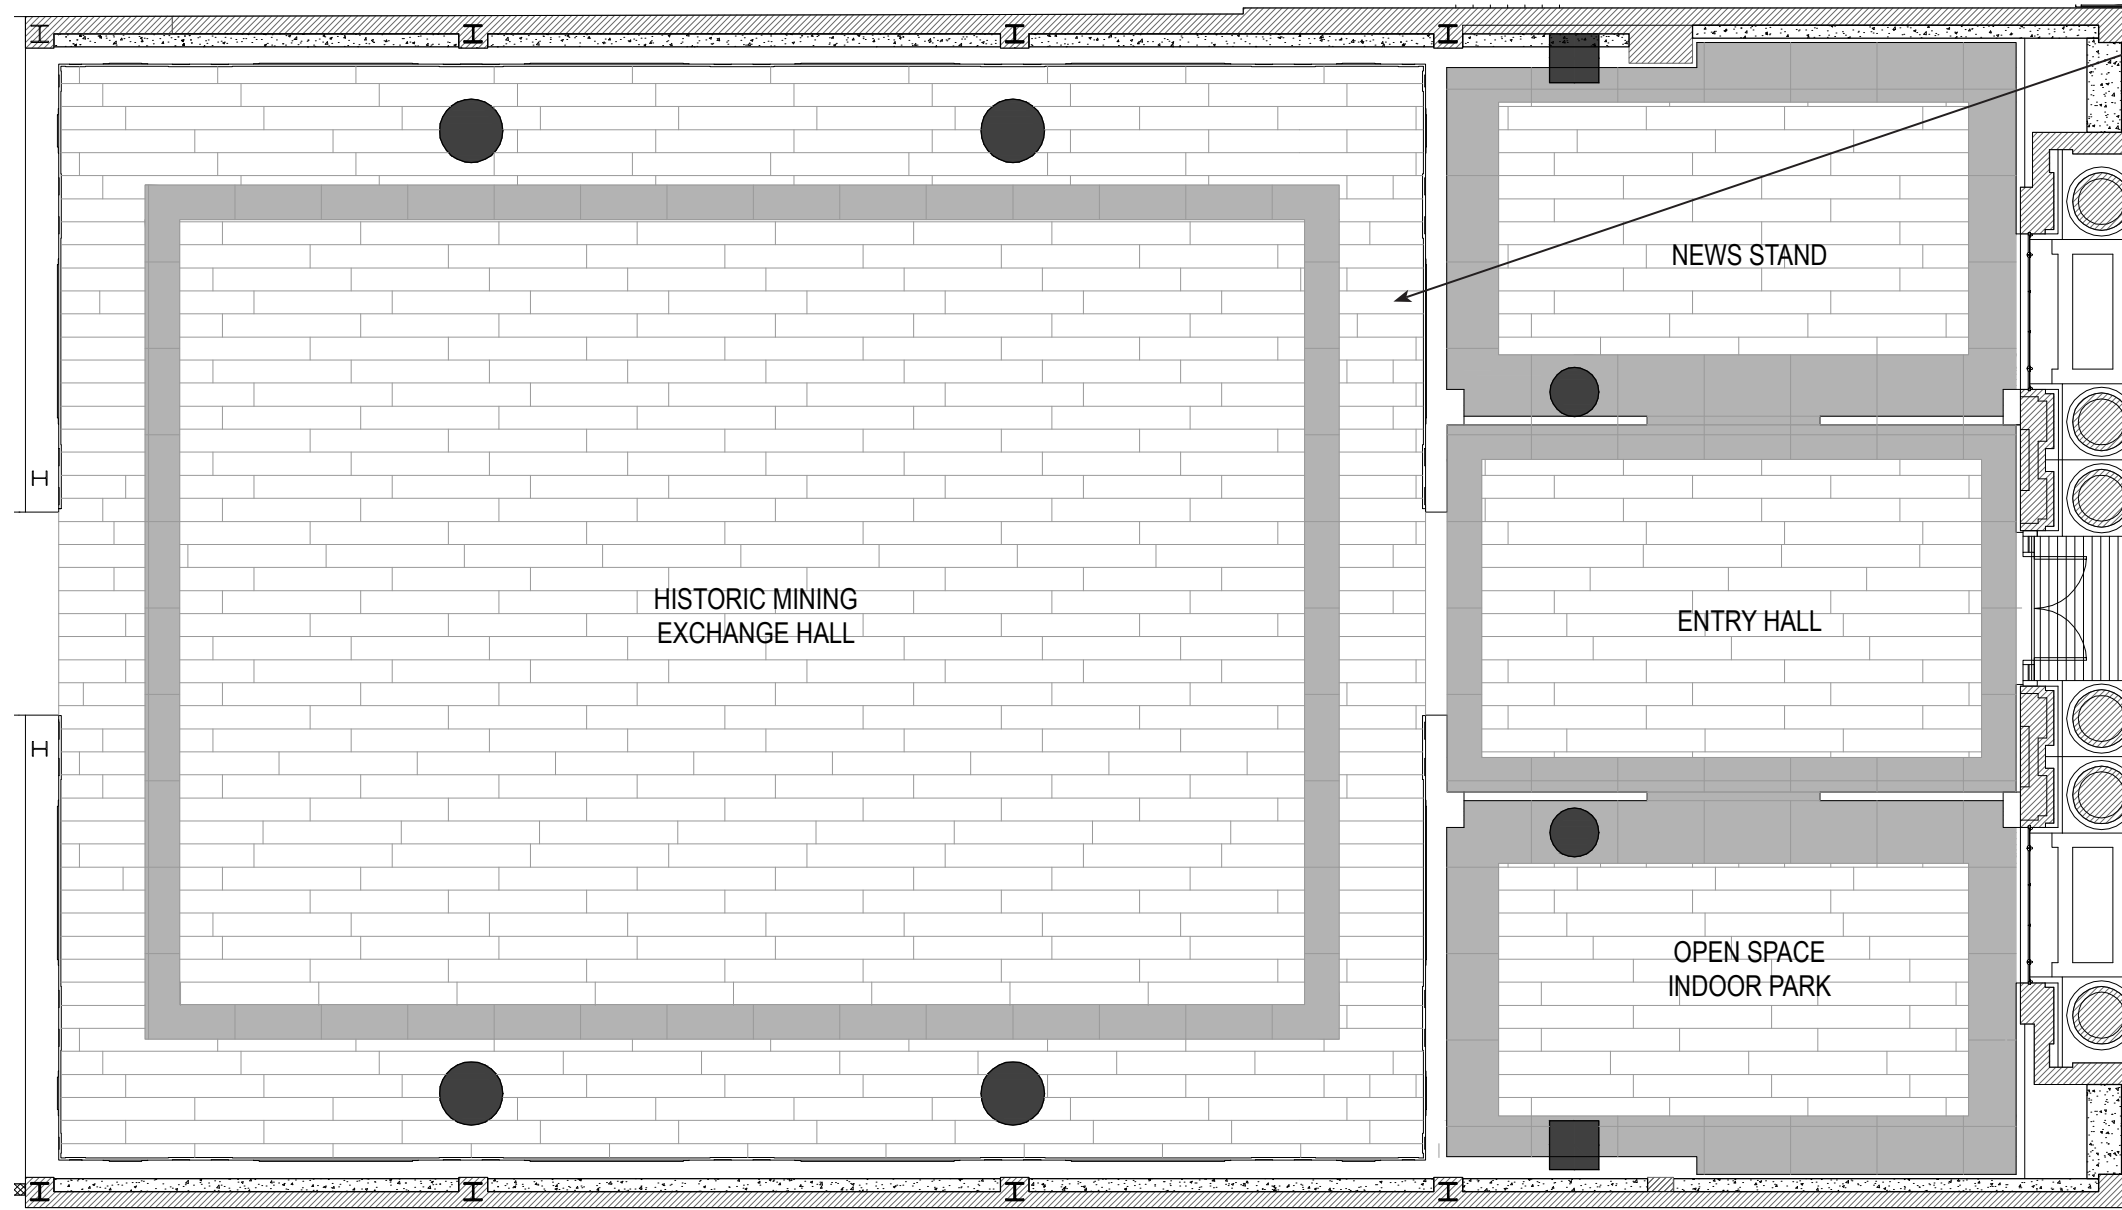 NEWS STAND
HISTORIC MINING
EXCHANGE HALL
ENTRY HALL
OPEN SPACE
INDOOR PARK